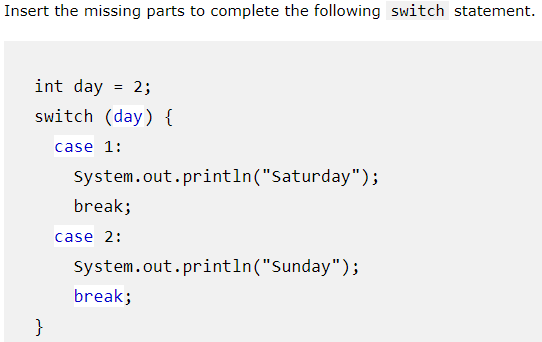 Insert the missing parts to complete the following switch statement.
int day = 2;
switch (day) {
case 1:
System.out.println("Saturday");
break;
case 2:
System.out.println("Sunday");
break;
}